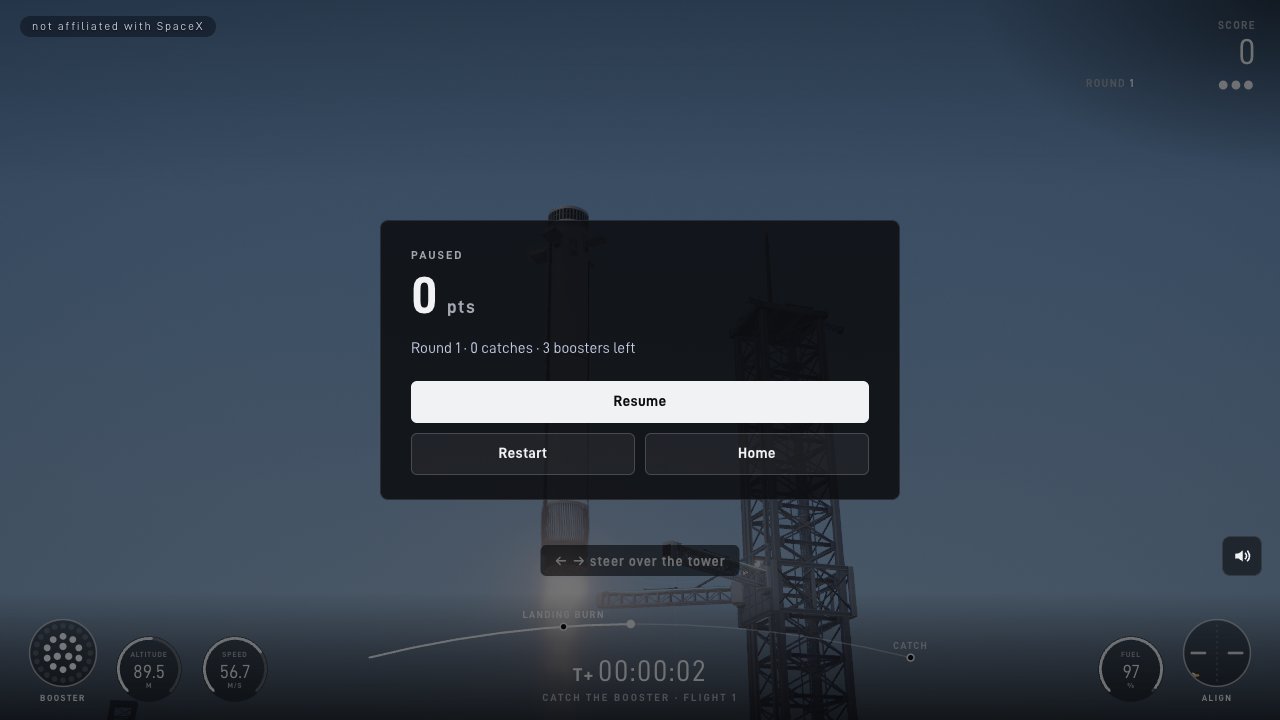 not affiliated with SpaceX
SCORE
0
ROUND 1
PAUSED
0 pts
Round 1 · 0 catches · 3 boosters left
Resume
Restart
Home
← → steer over the tower
LANDING BURN
CATCH
T+ 00:00:02
CATCH THE BOOSTER · FLIGHT 1
BOOSTER
ALTITUDE
89.5
M
SPEED
56.7
M/S
FUEL
97
%
ALIGN